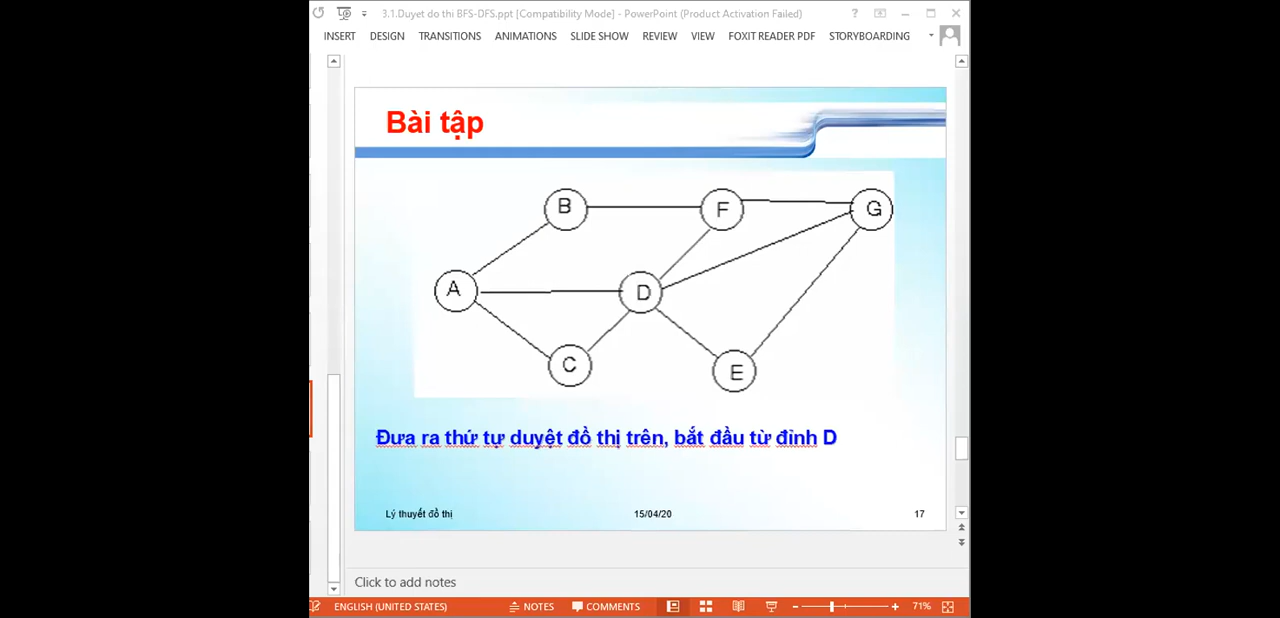 3.1.Duyet do thi BFS-DFS.ppt [Compatibility Mode] - PowerPoint (Product Activation Failed)
INSERT DESIGN TRANSITIONS ANIMATIONS SLIDE SHOW REVIEW VIEW FOXIT READER PDF STORYBOARDING
Bài tập
B F G
A D
C E
Đưa ra thứ tự duyệt đồ thị trên, bắt đầu từ đỉnh D
Lý thuyết đồ thị 15/04/20 17
Click to add notes
ENGLISH (UNITED STATES) NOTES COMMENTS 71%